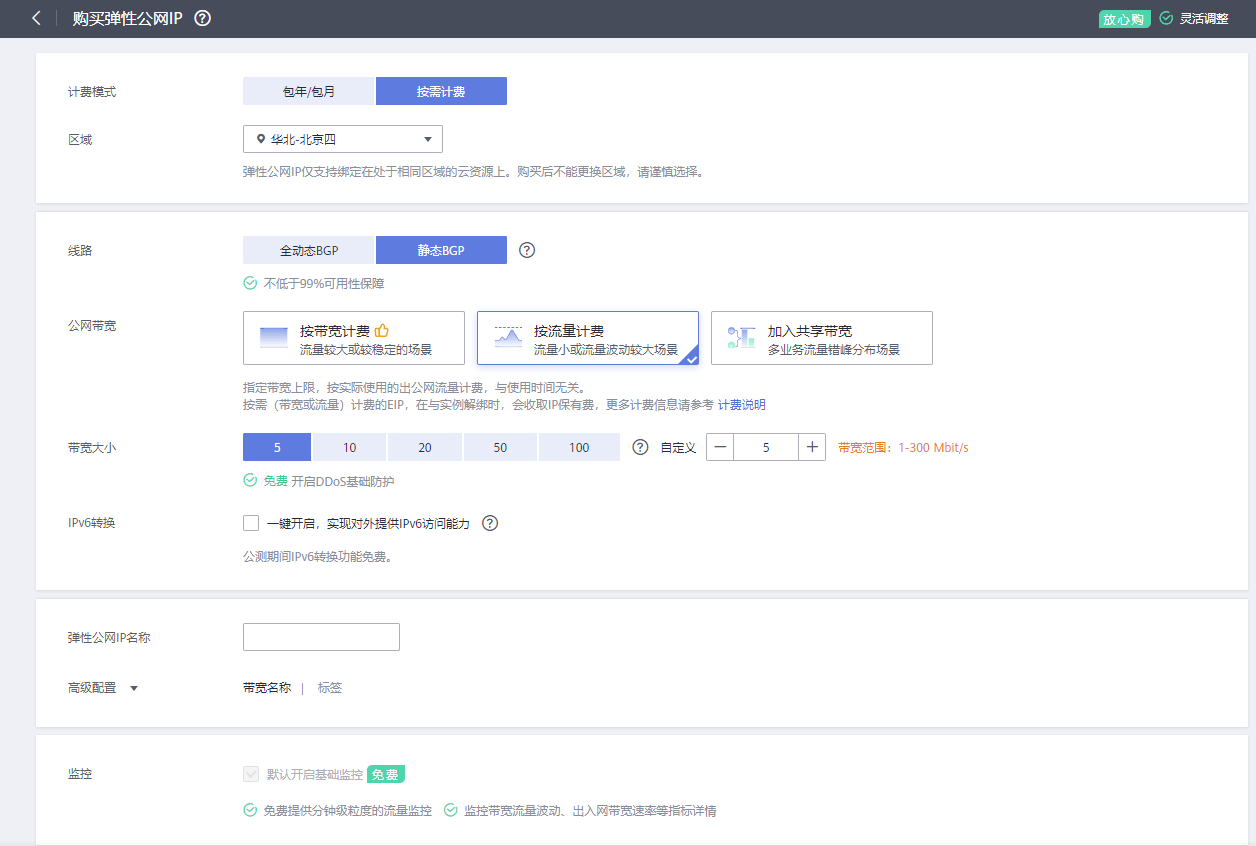 购买弹性公网IP ? 放心购 灵活调整
计费模式 包年/包月 按需计费
区域 华北-北京四
弹性公网IP仅支持绑定在处于相同区域的云资源上。购买后不能更换区域，请谨慎选择。
线路 全动态BGP 静态BGP ?
不低于99%可用性保障
公网带宽 按带宽计费 按流量计费 加入共享带宽
流量较大或较稳定的场景 流量小或流量波动较大场景 多业务流量错峰分布场景
指定带宽上限，按实际使用的出公网流量计费，与使用时间无关。
按需（带宽或流量）计费的EIP，在与实例解绑时，会收取IP保有费，更多计费信息请参考 计费说明
带宽大小 5 10 20 50 100 ? 自定义 − 5 + 带宽范围：1-300 Mbit/s
免费 开启DDoS基础防护
IPv6转换 一键开启，实现对外提供IPv6访问能力 ?
公测期间IPv6转换功能免费。
弹性公网IP名称
高级配置 带宽名称 | 标签
监控 默认开启基础监控 免费
免费提供分钟级粒度的流量监控 监控带宽流量波动、出入网带宽速率等指标详情